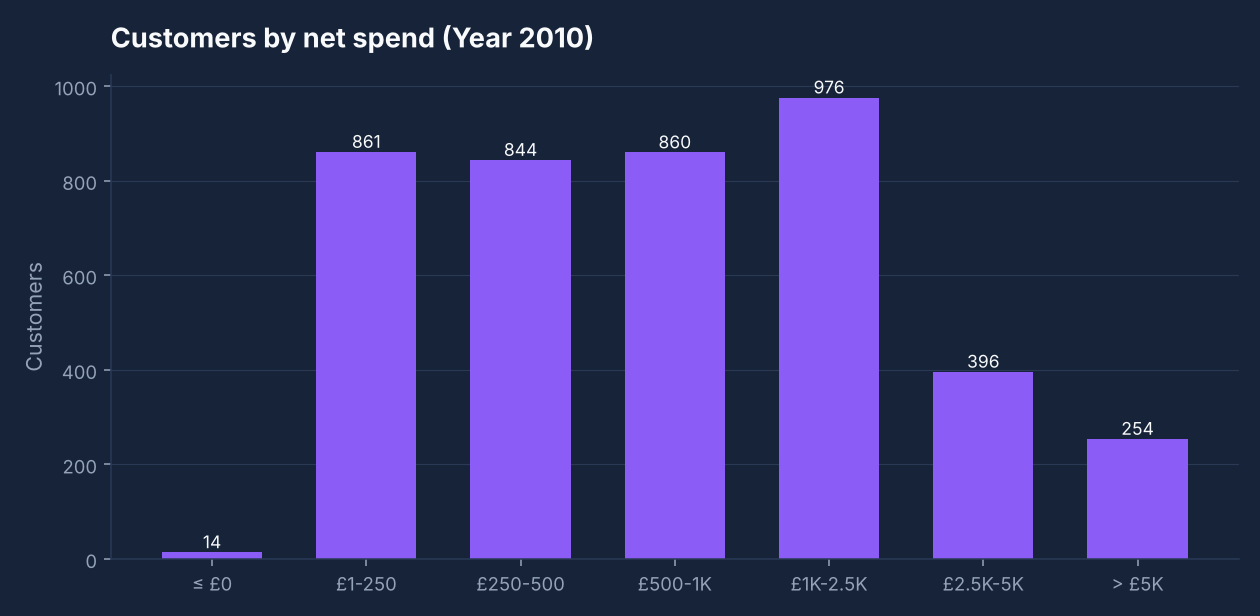 Customers by net spend (Year 2010)
Customers
1000
800
600
400
200
0
14
861
844
860
976
396
254
≤ £0
£1-250
£250-500
£500-1K
£1K-2.5K
£2.5K-5K
> £5K